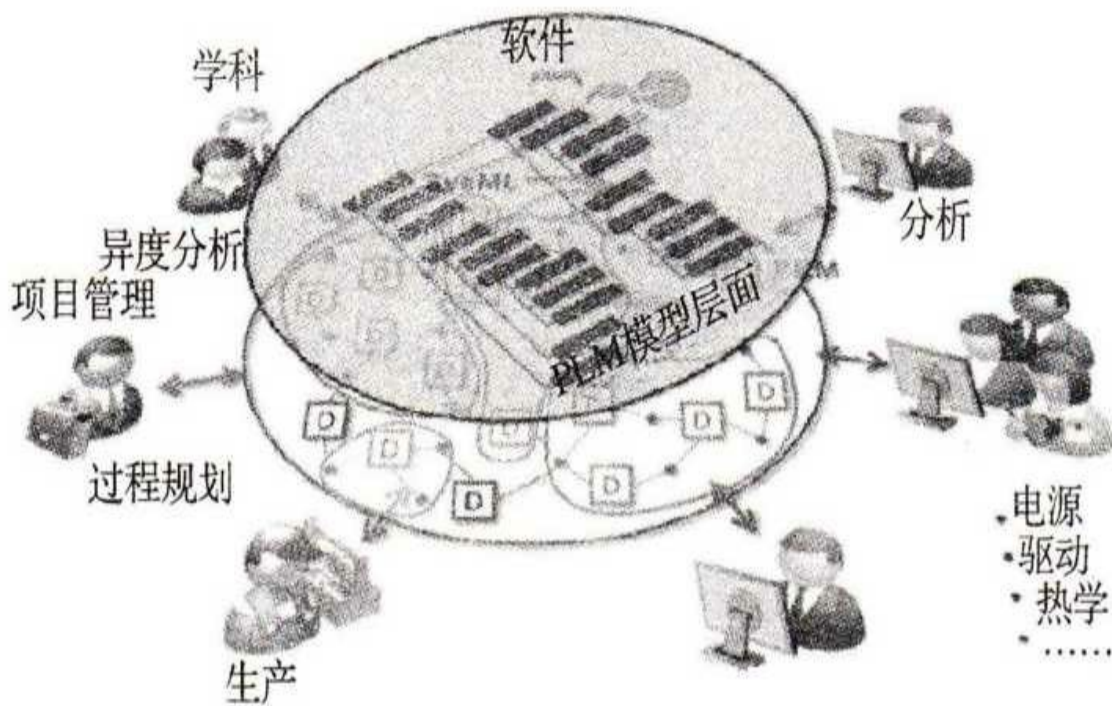 软件
学科
分析
异度分析
项目管理
PLM模型层面
D
D
D
D
D
D
D
过程规划
电源
驱动
热学
......
生产